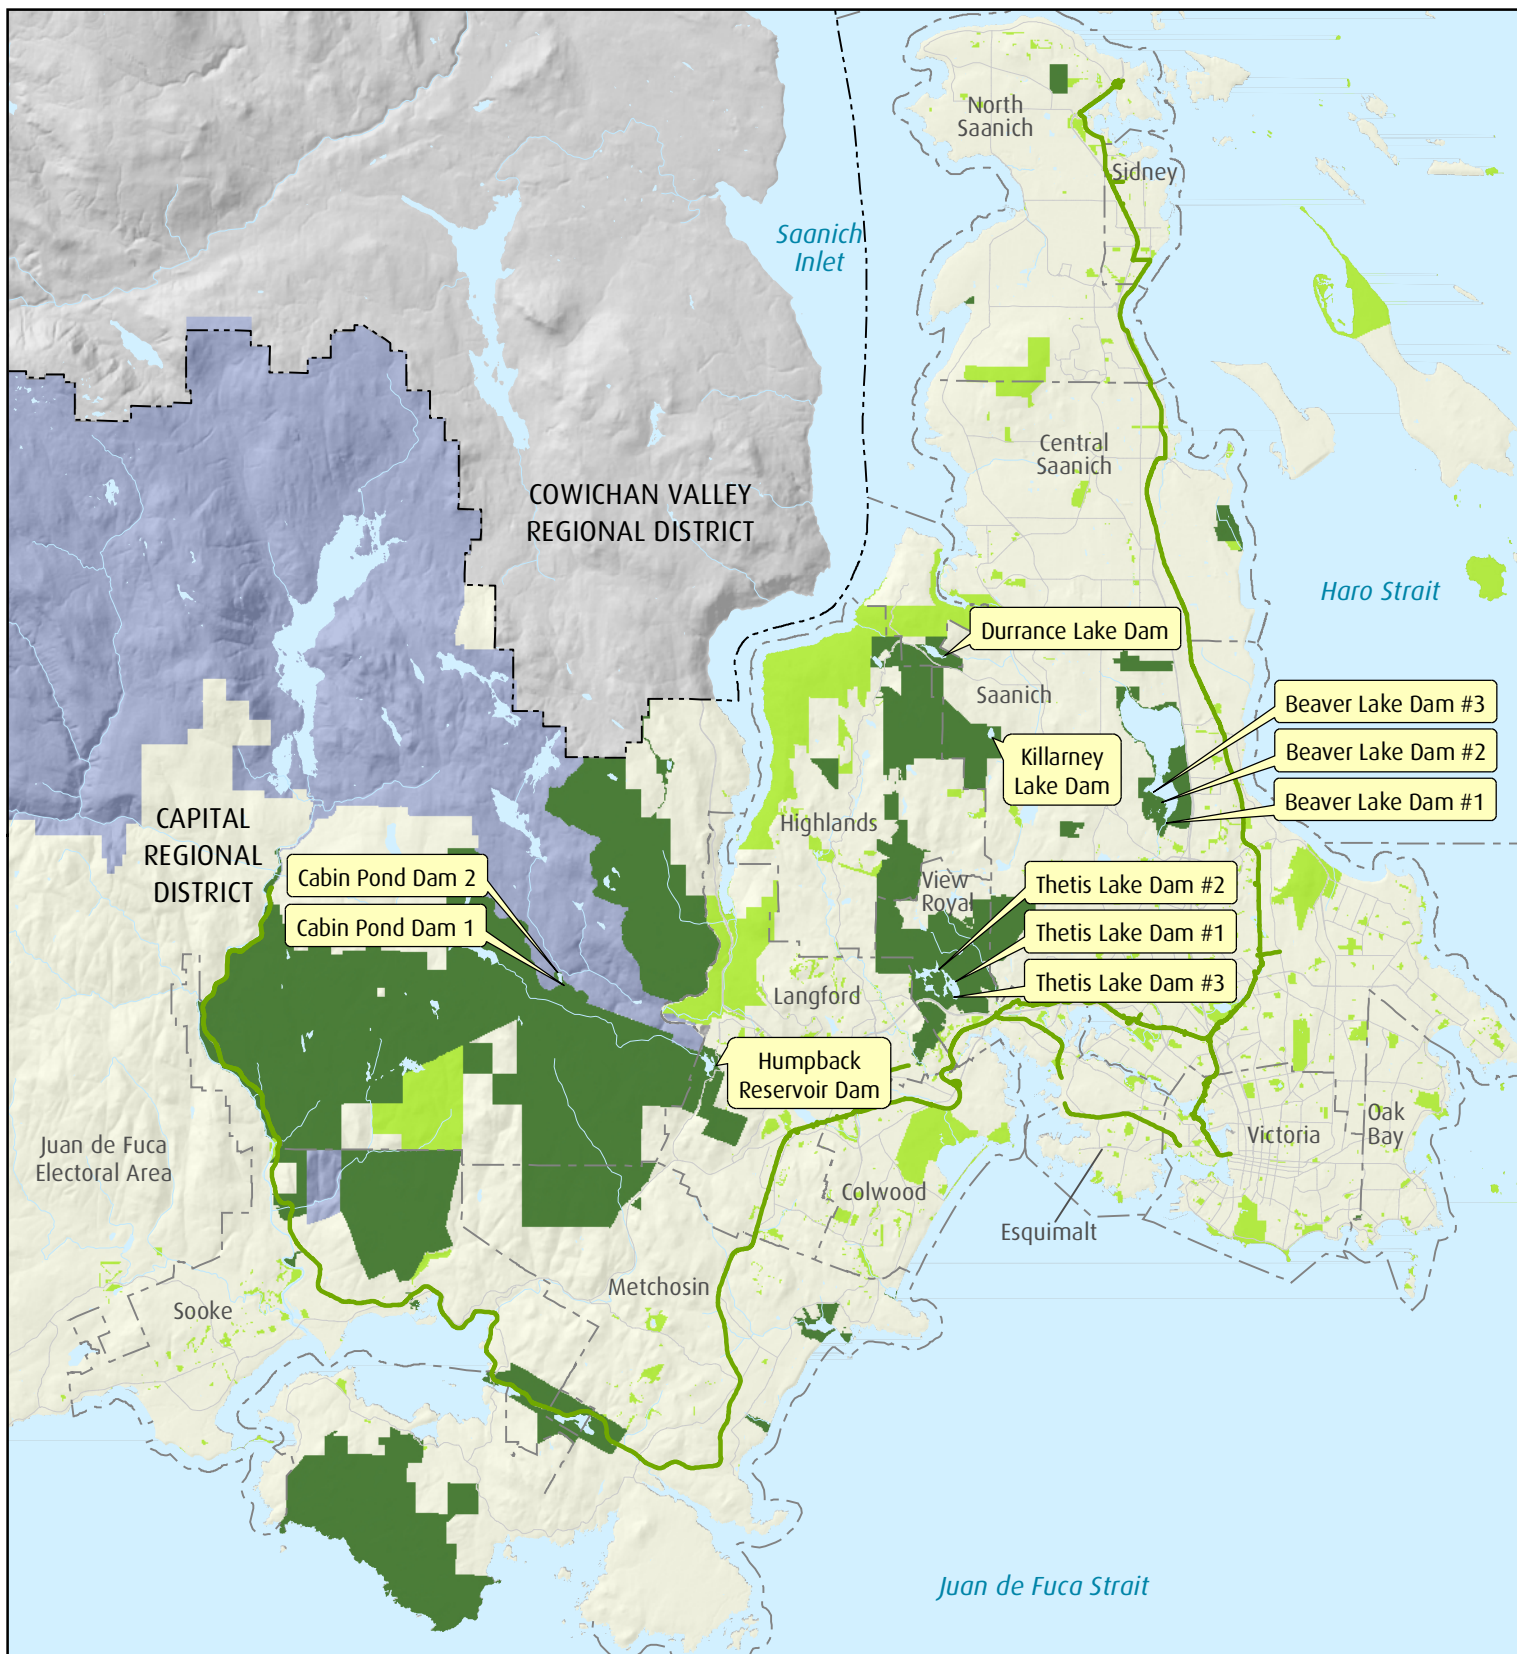 North
Saanich
Sidney
Saanich
Inlet
Central
Saanich
COWICHAN VALLEY
REGIONAL DISTRICT
Haro Strait
Durrance Lake Dam
Saanich
Beaver Lake Dam #3
Killarney
Lake Dam
Beaver Lake Dam #2
Beaver Lake Dam #1
CAPITAL
REGIONAL
DISTRICT
Highlands
Cabin Pond Dam 2
View
Royal
Thetis Lake Dam #2
Cabin Pond Dam 1
Thetis Lake Dam #1
Thetis Lake Dam #3
Langford
Humpback
Reservoir Dam
Juan de Fuca
Electoral Area
Victoria
Oak
Bay
Colwood
Esquimalt
Metchosin
Sooke
Juan de Fuca Strait